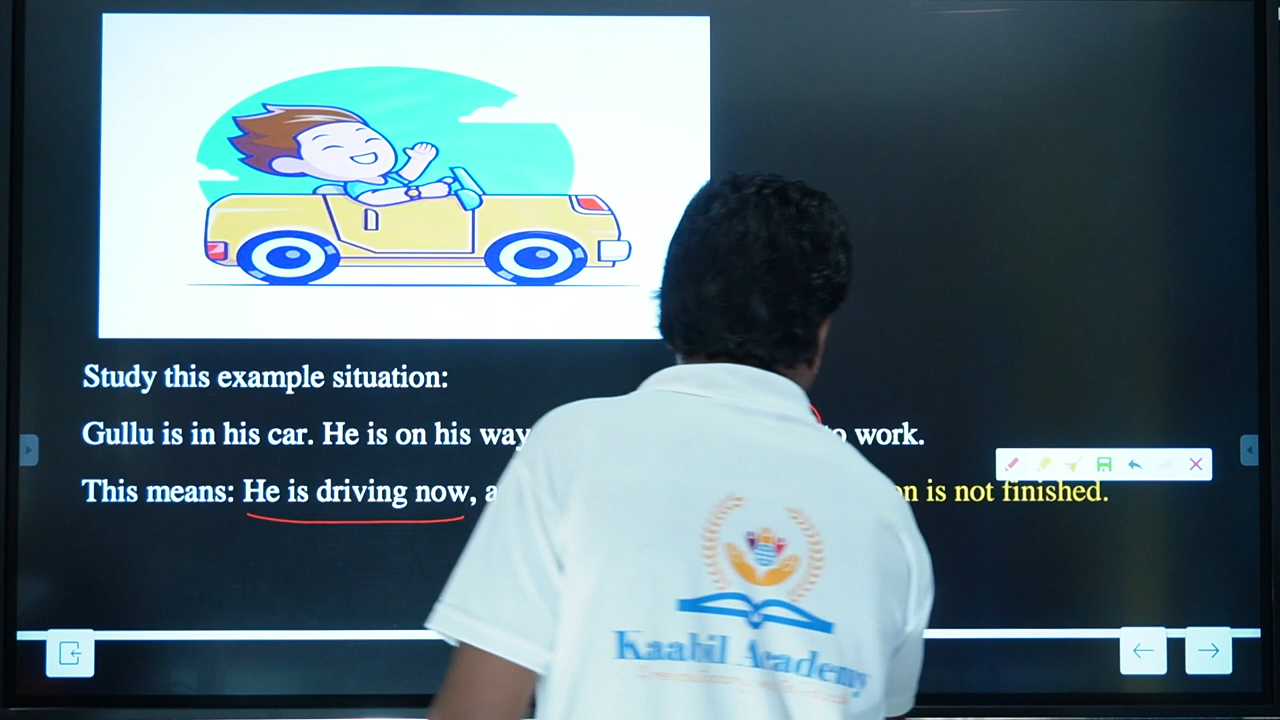 Study this example situation:
Gullu is in his car. He is on his way to work.
This means: He is driving now, on is not finished.
Kaabil Academy